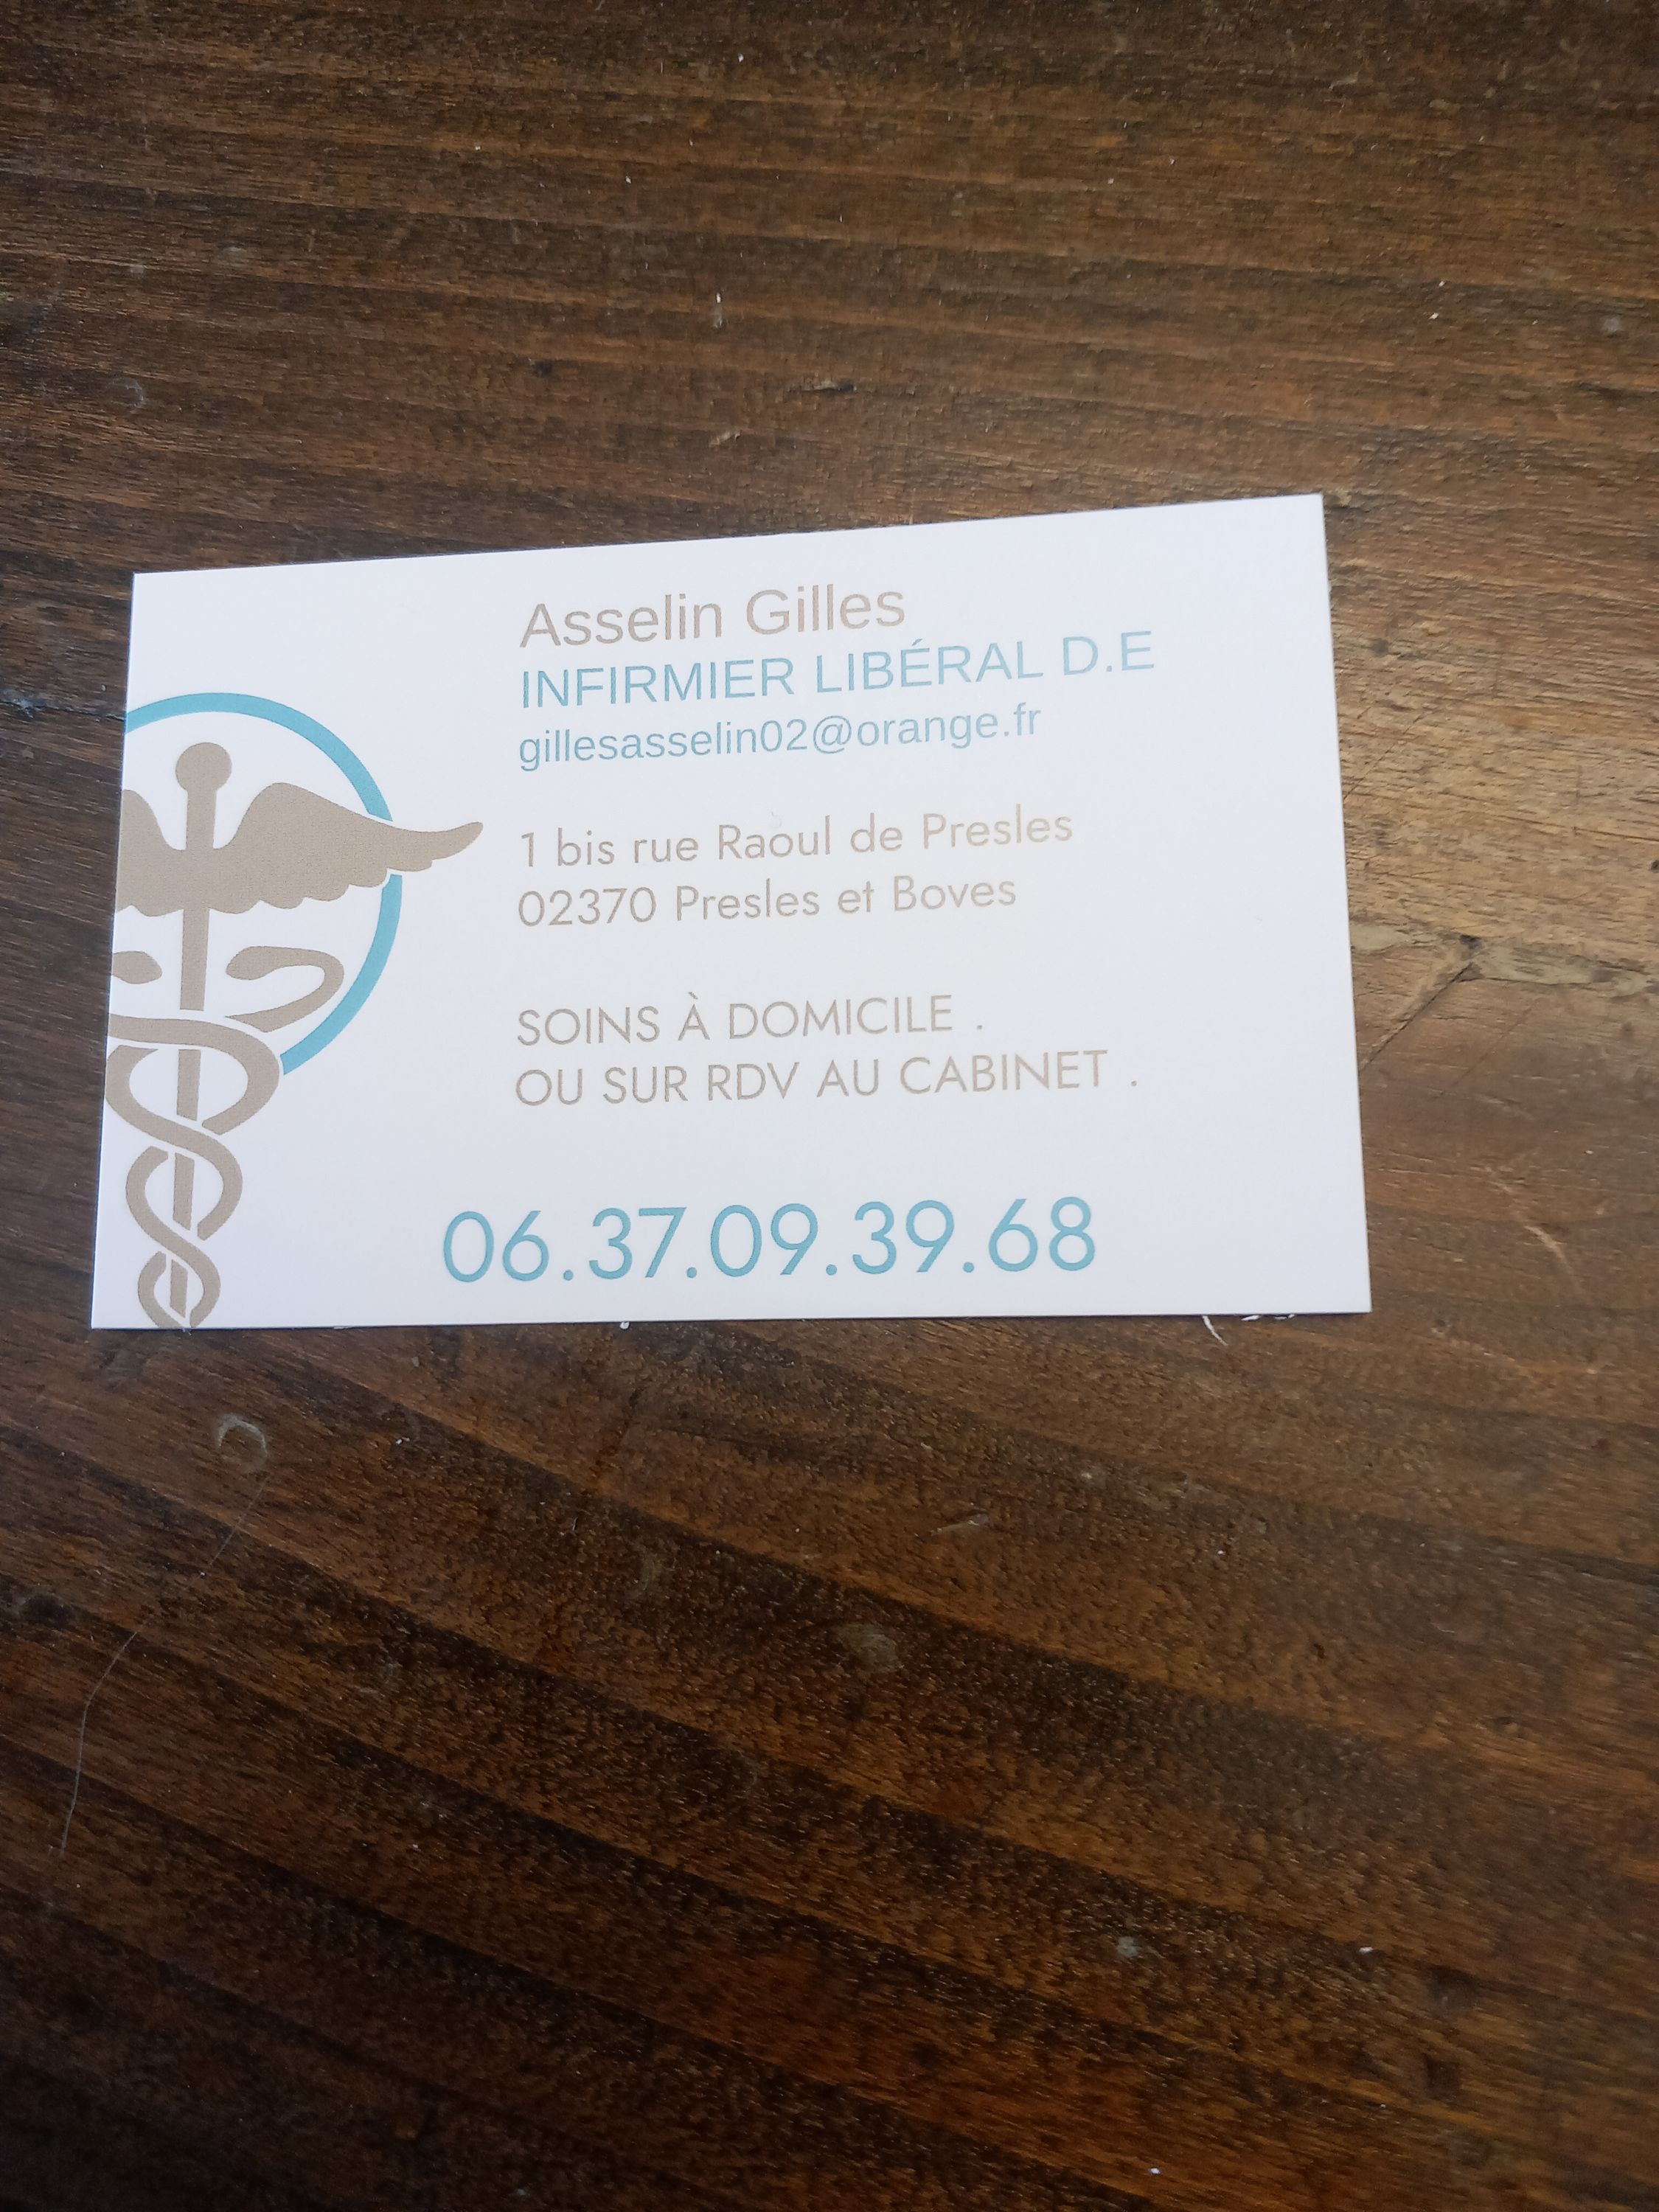 Asselin Gilles
INFIRMIER LIBÉRAL D.E
gillesasselin02@orange.fr
1 bis rue Raoul de Presles
02370 Presles et Boves
SOINS À DOMICILE .
OU SUR RDV AU CABINET .
06.37.09.39.68